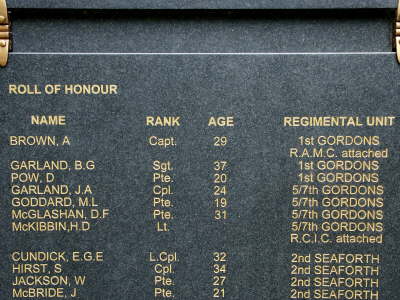 ROLL OF HONOUR
NAME RANK AGE REGIMENTAL UNIT
BROWN, A Capt. 29 1st GORDONS
R.A.M.C. attached
GARLAND, B.G Sgt. 37 1st GORDONS
POW, D Pte. 20 1st GORDONS
GARLAND, J.A Cpl. 24 5/7th GORDONS
GODDARD, M.L Pte. 19 5/7th GORDONS
McGLASHAN, D.F Pte. 31 5/7th GORDONS
McKIBBIN,H.D Lt. 5/7th GORDONS
R.C.I.C. attached
CUNDICK, E.G.E L.Cpl. 32 2nd SEAFORTH
HIRST, S Cpl. 34 2nd SEAFORTH
JACKSON, W Pte. 27 2nd SEAFORTH
McBRIDE, J Pte. 21 2nd SEAFORTH